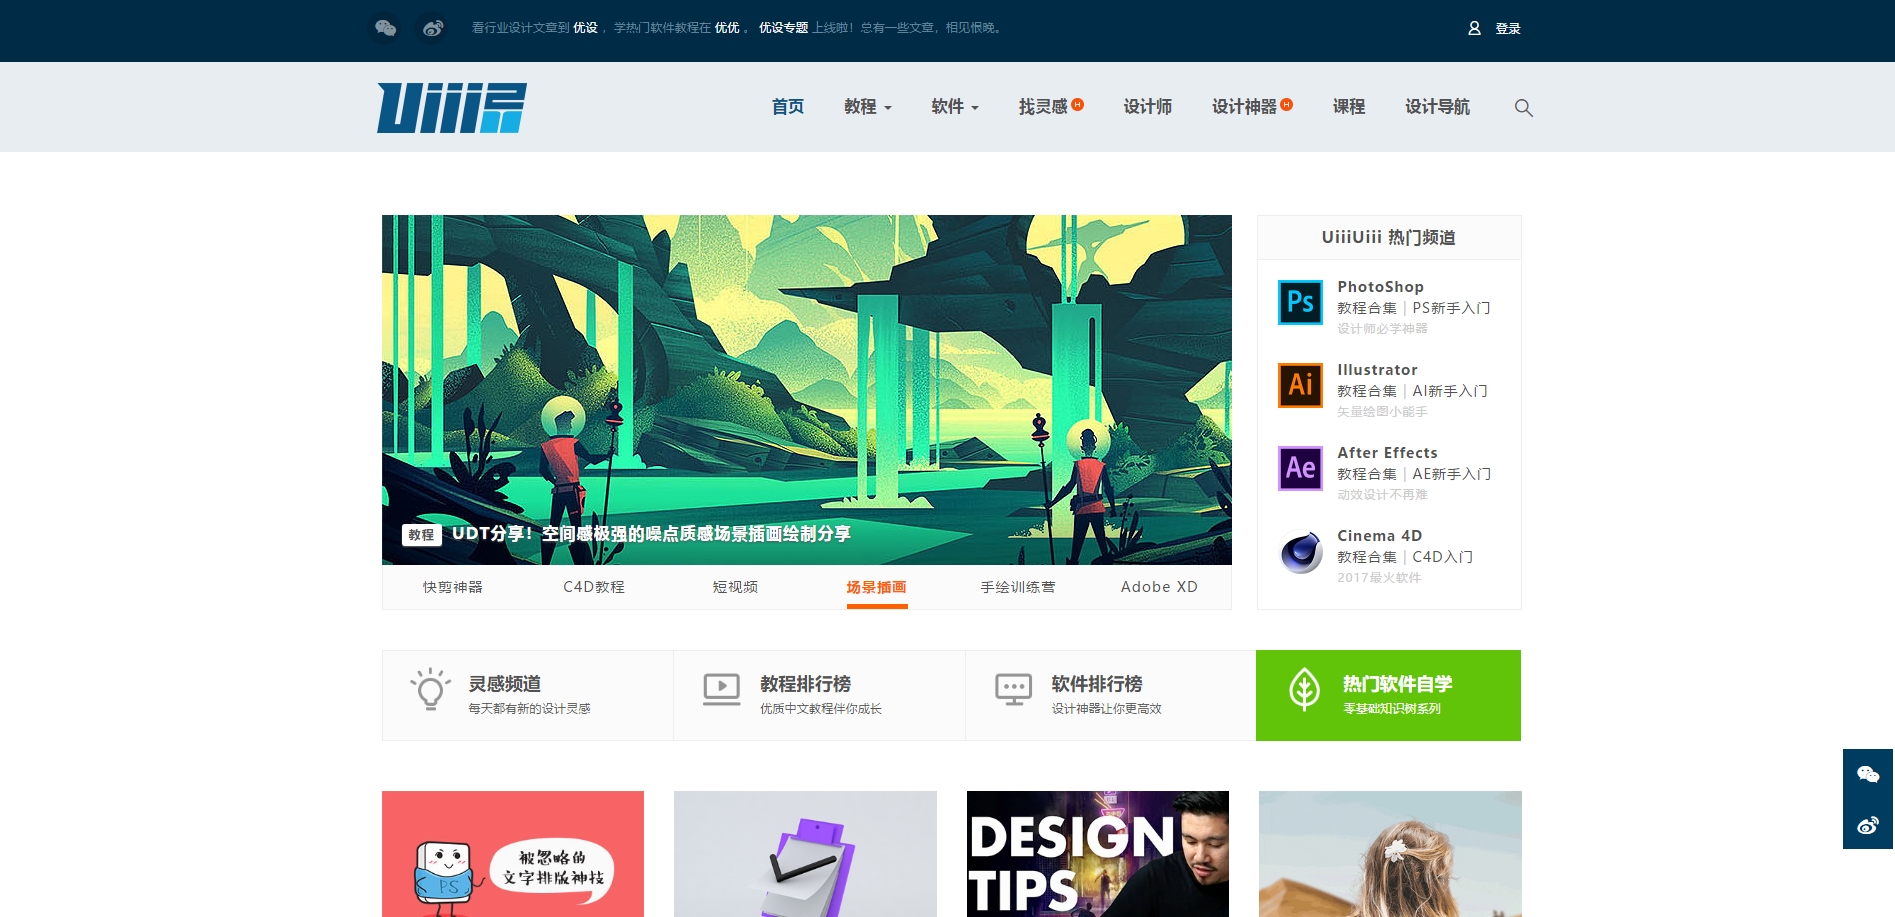 看行业设计文章到 优设 ，学热门软件教程在 优优 。 优设专题 上线啦！总有一些文章，相见恨晚。
登录
Uiii
首页 教程 软件 找灵感 H 设计师 设计神器 H 课程 设计导航
UiiiUiii 热门频道
Ps
PhotoShop
教程合集 | PS新手入门
设计师必学神器
Ai
Illustrator
教程合集 | AI新手入门
矢量绘图小能手
Ae
After Effects
教程合集 | AE新手入门
动效设计不再难
Cinema 4D
教程合集 | C4D入门
2017最火软件
教程 UDT分享！空间感极强的噪点质感场景插画绘制分享
快剪神器 C4D教程 短视频 场景插画 手绘训练营 Adobe XD
灵感频道
每天都有新的设计灵感
教程排行榜
优质中文教程伴你成长
软件排行榜
设计神器让你更高效
热门软件自学
零基础知识树系列
被忽略的
文字排版神技
PS
DESIGN
TIPS